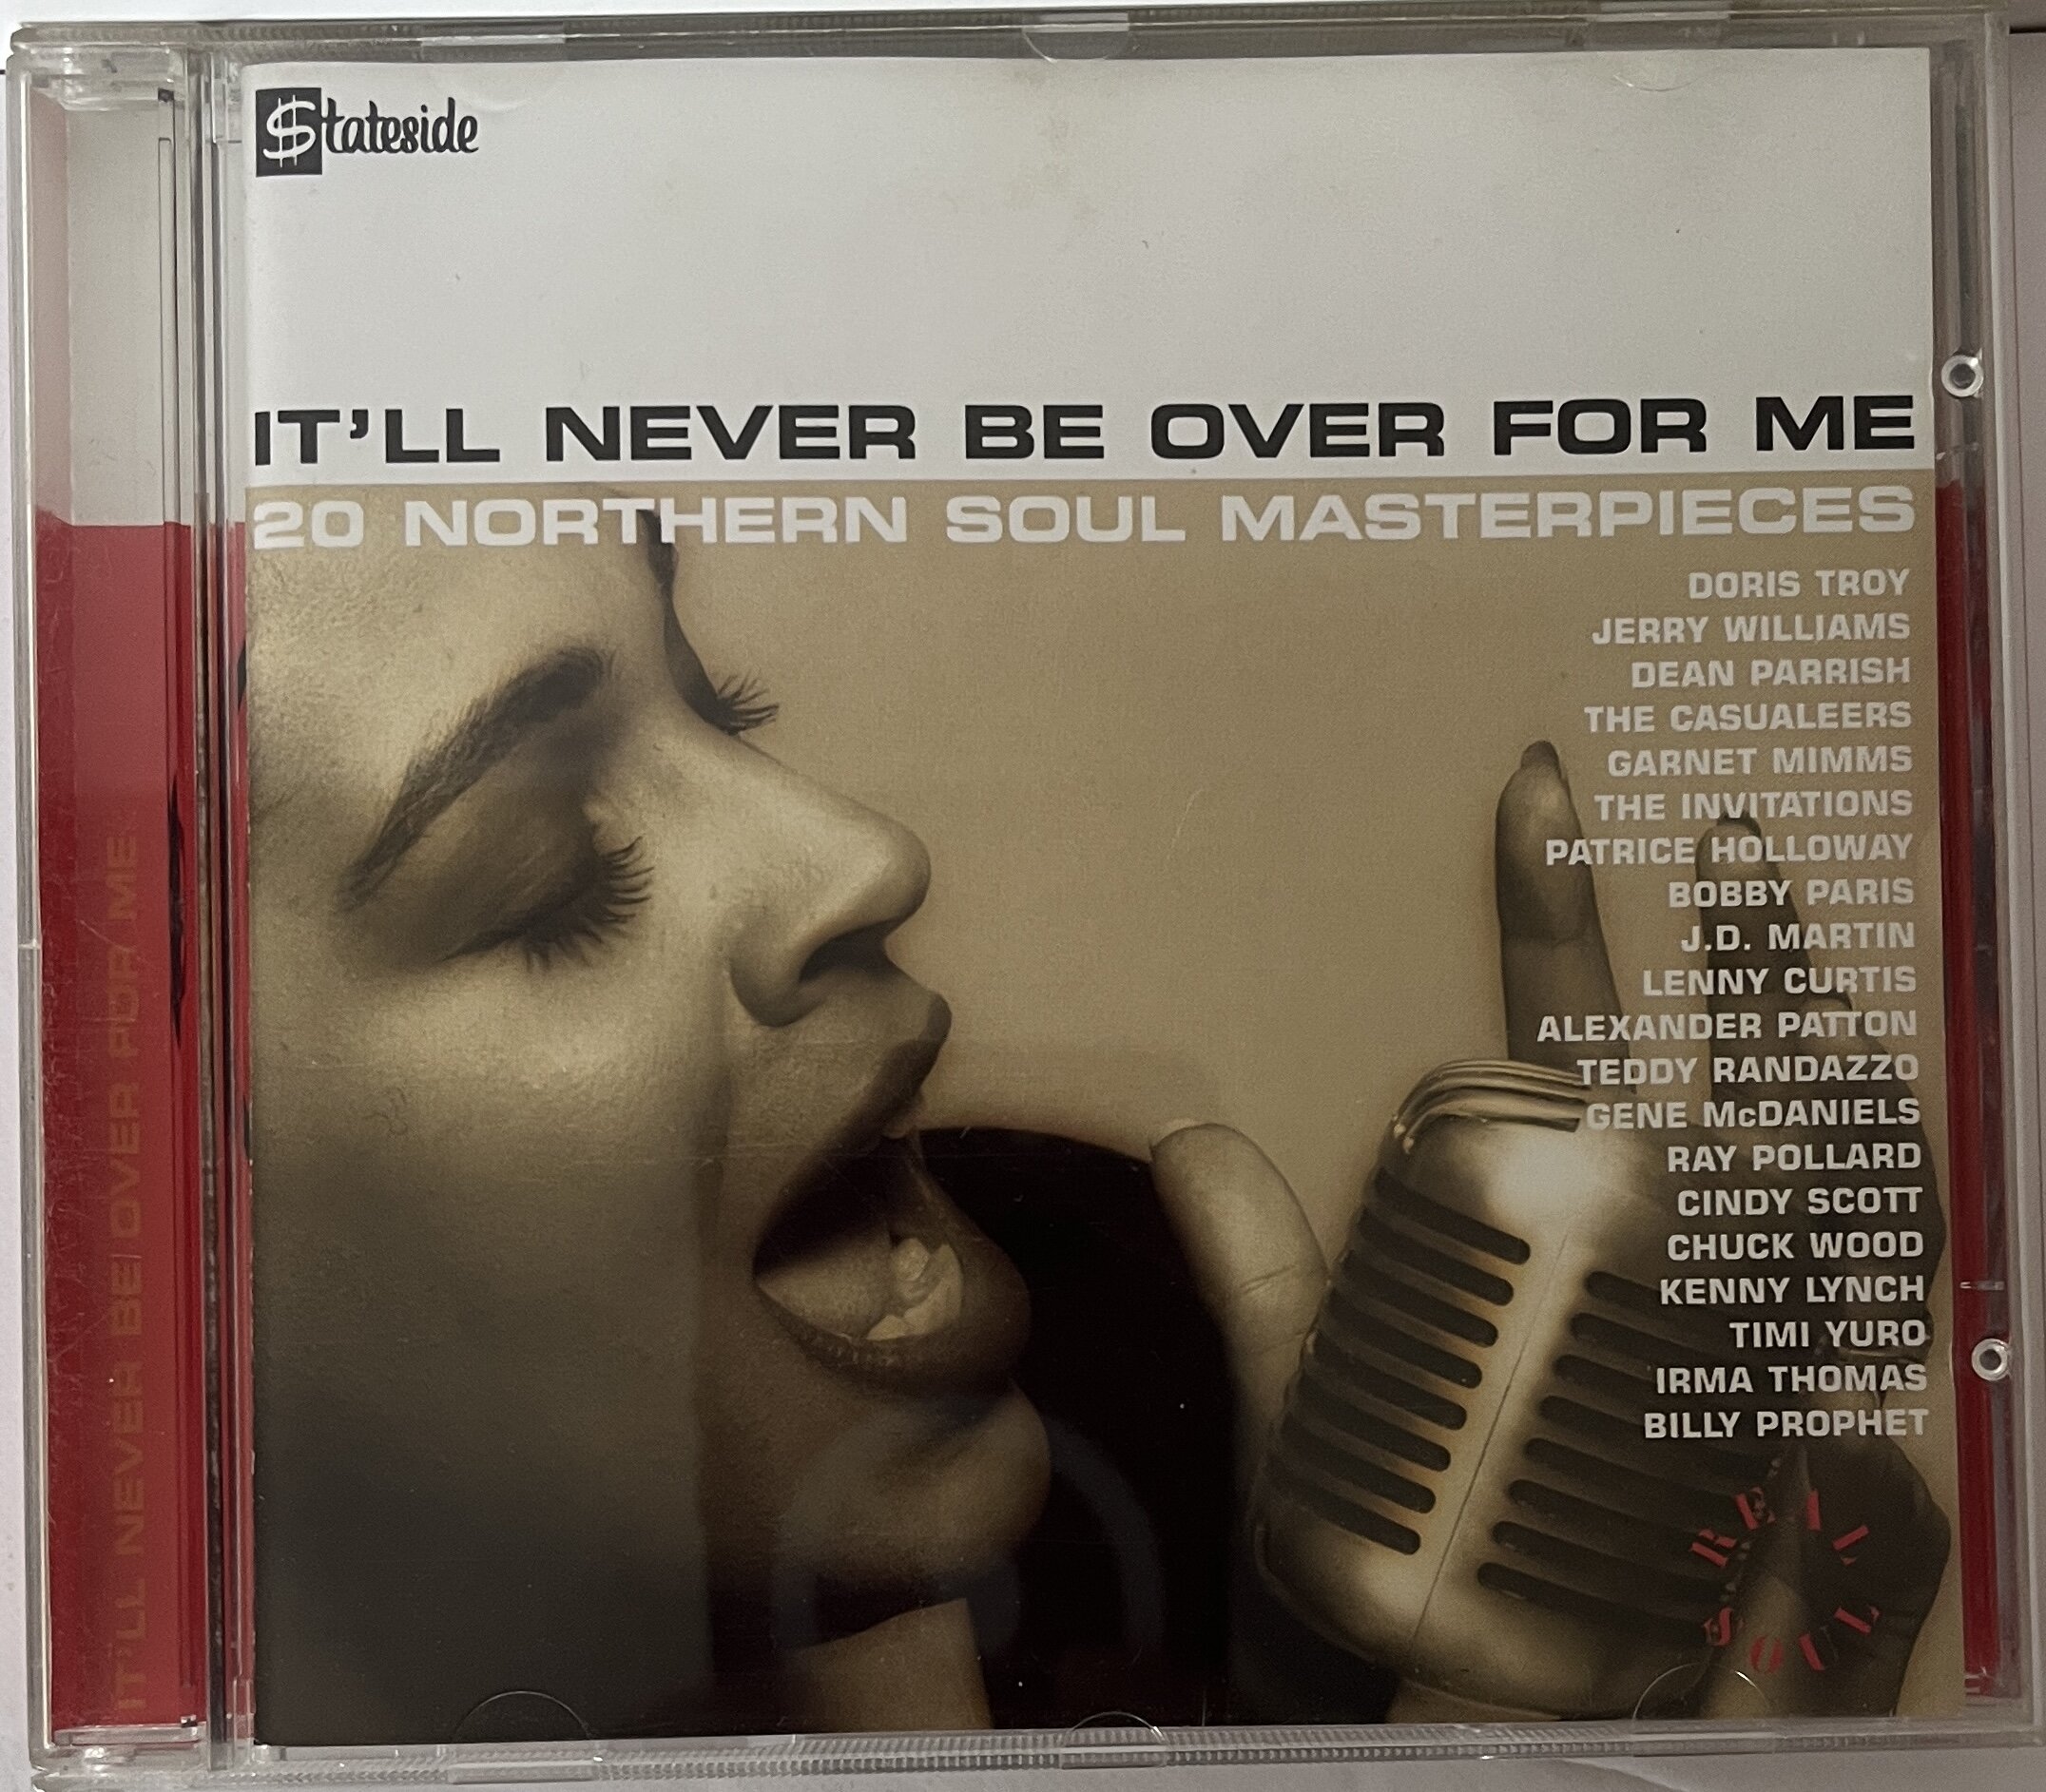 $tateside
IT'LL NEVER BE OVER FOR ME
20 NORTHERN SOUL MASTERPIECES
DORIS TROY
JERRY WILLIAMS
DEAN PARRISH
THE CASUALEERS
GARNET MIMMS
THE INVITATIONS
PATRICE HOLLOWAY
BOBBY PARIS
J.D. MARTIN
LENNY CURTIS
ALEXANDER PATTON
TEDDY RANDAZZO
GENE McDANIELS
RAY POLLARD
CINDY SCOTT
CHUCK WOOD
KENNY LYNCH
TIMI YURO
IRMA THOMAS
BILLY PROPHET
REAL
SOUL
IT'LL NEVER BE OVER FOR ME